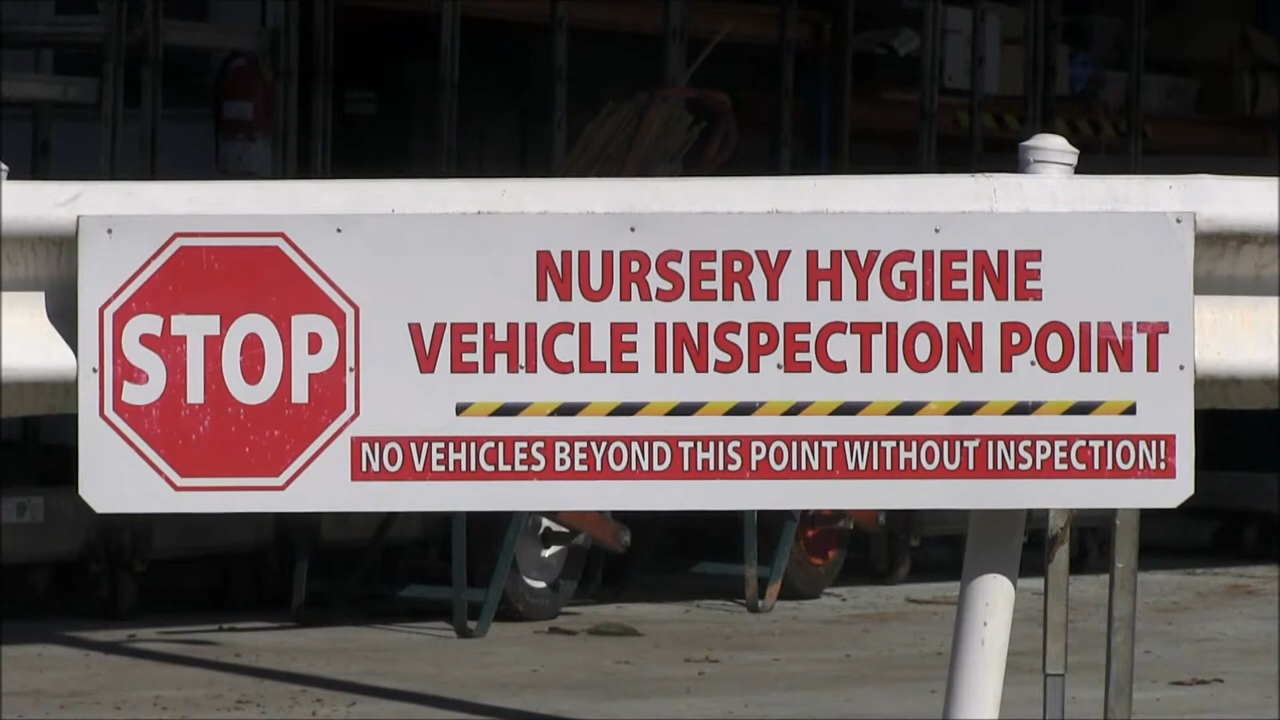 STOP
NURSERY HYGIENE
VEHICLE INSPECTION POINT
NO VEHICLES BEYOND THIS POINT WITHOUT INSPECTION!